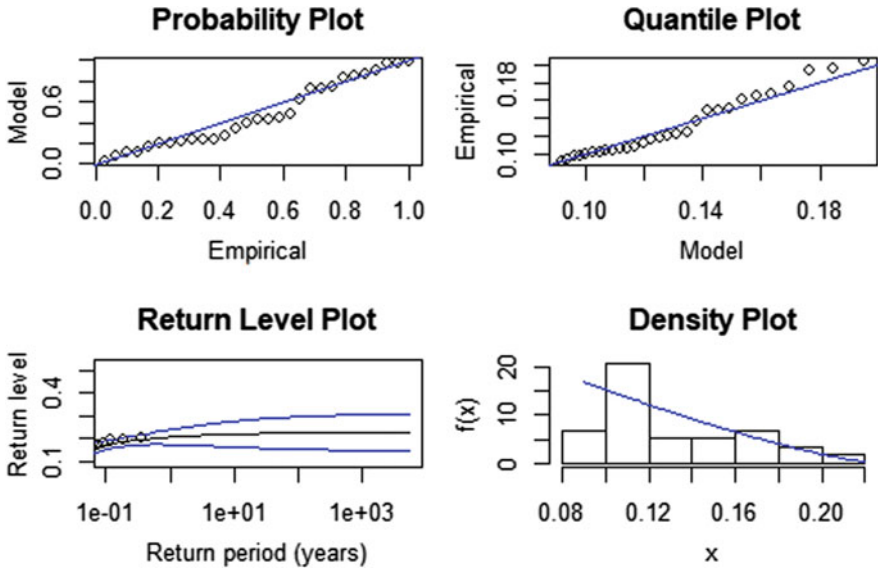 Probability Plot
Model
0.0 0.6
0.0 0.2 0.4 0.6 0.8 1.0
Empirical
Quantile Plot
Empirical
0.10 0.18
0.10 0.14 0.18
Model
Return Level Plot
Return level
0.1 0.4
1e-01 1e+01 1e+03
Return period (years)
Density Plot
f(x)
0 10 20
0.08 0.12 0.16 0.20
x